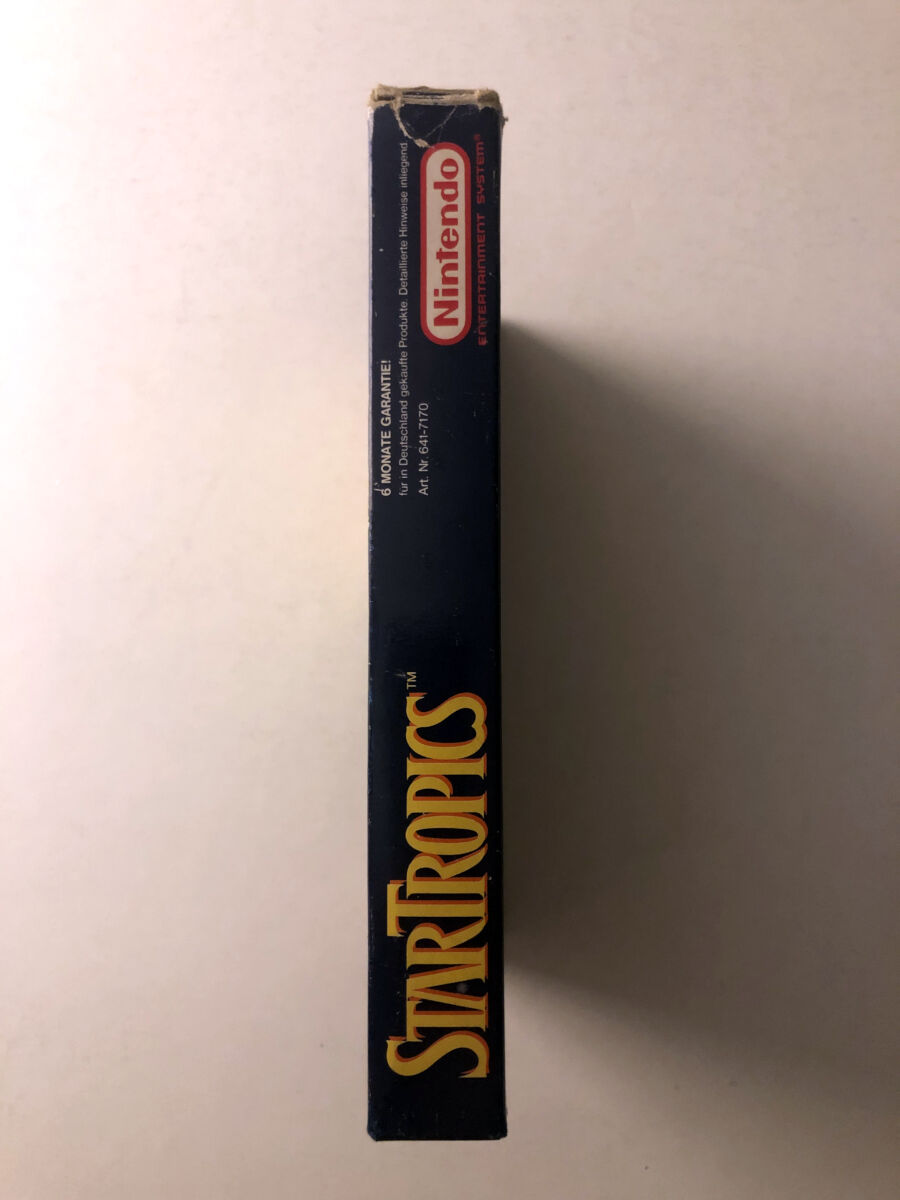 STARTROPICS™
6 MONATE GARANTIE!
für in Deutschland gekaufte Produkte. Detaillierte Hinweise inliegend
Art. Nr. 641-7170
Nintendo
ENTERTAINMENT SYSTEM®